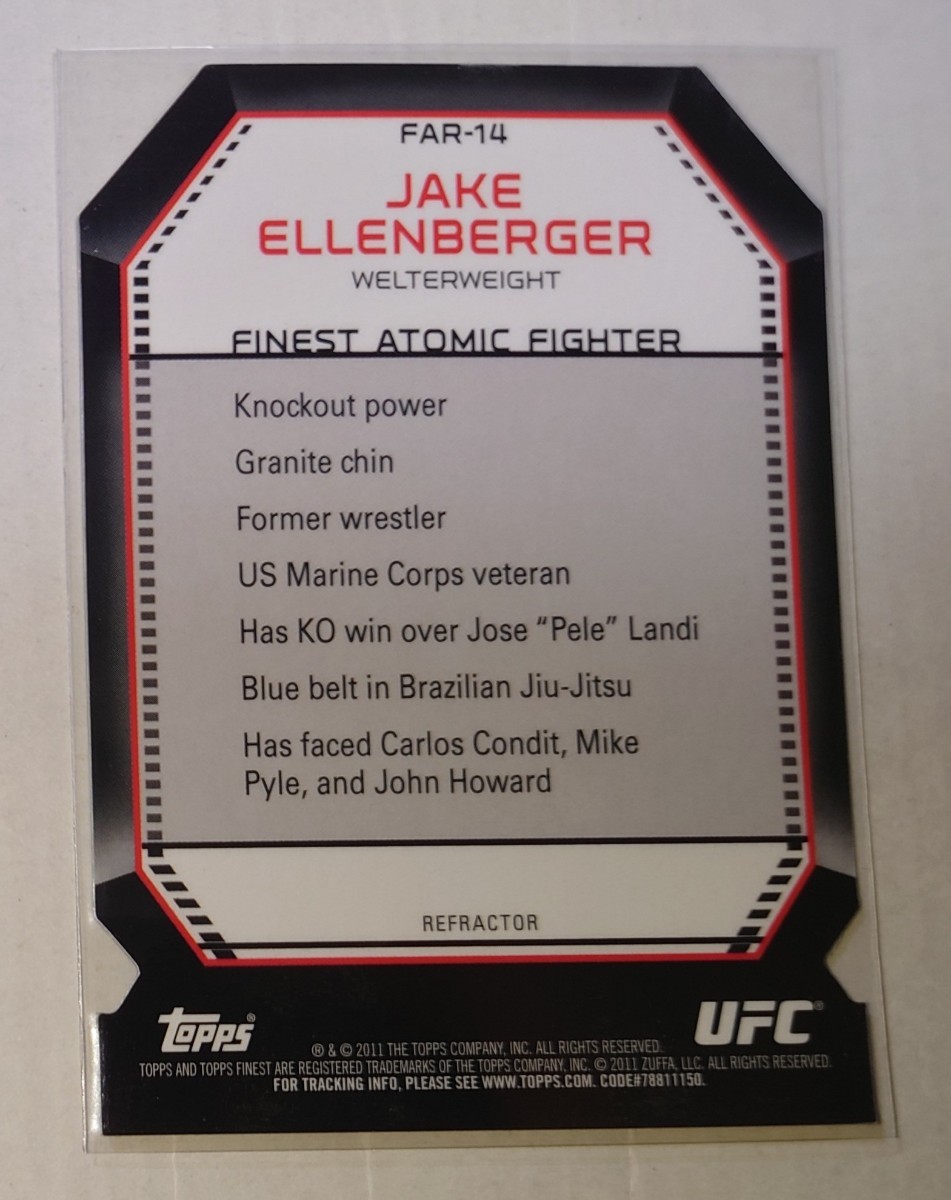 FAR-14
JAKE
ELLENBERGER
WELTERWEIGHT
FINEST ATOMIC FIGHTER
Knockout power
Granite chin
Former wrestler
US Marine Corps veteran
Has KO win over Jose “Pele” Landi
Blue belt in Brazilian Jiu-Jitsu
Has faced Carlos Condit, Mike
Pyle, and John Howard
REFRACTOR
Topps® UFC®
® & © 2011 THE TOPPS COMPANY, INC. ALL RIGHTS RESERVED.
TOPPS AND TOPPS FINEST ARE REGISTERED TRADEMARKS OF THE TOPPS COMPANY, INC. © 2011 ZUFFA, LLC. ALL RIGHTS RESERVED.
FOR TRACKING INFO, PLEASE SEE WWW.TOPPS.COM. CODE#78811150.